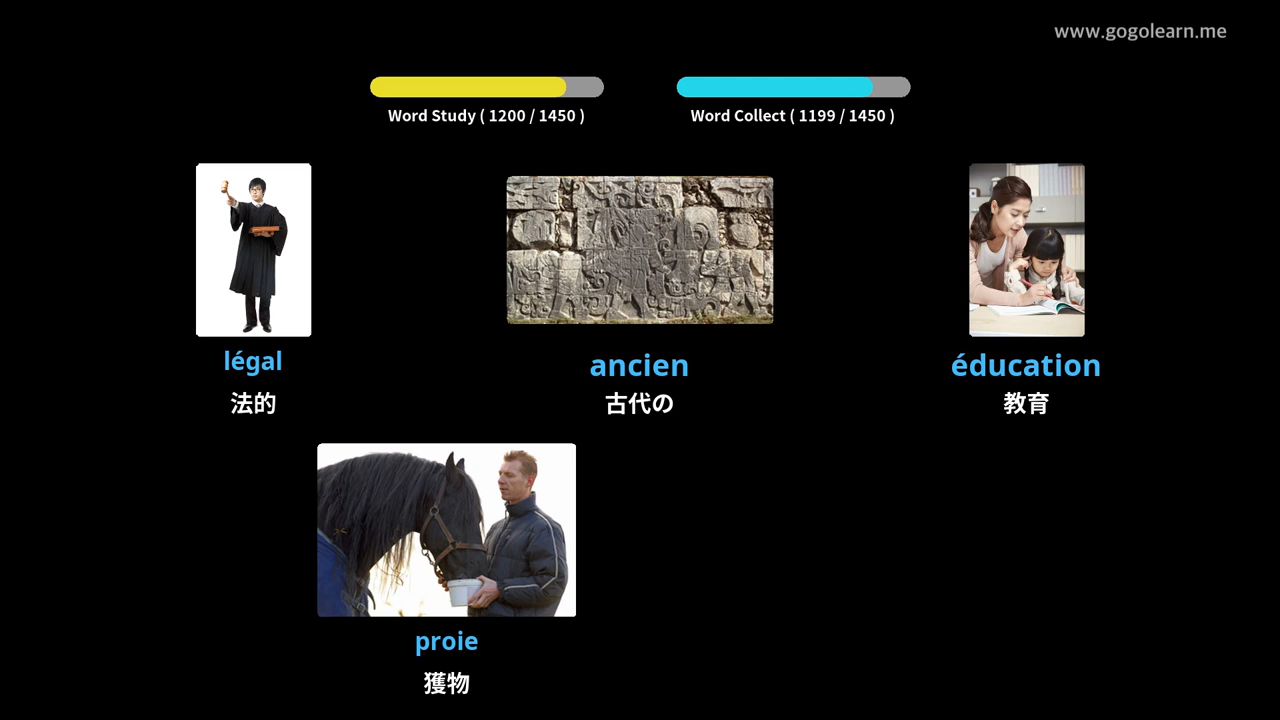 www.gogolearn.me
Word Study ( 1200 / 1450 )
Word Collect ( 1199 / 1450 )
légal
法的
ancien
古代の
éducation
教育
proie
獲物